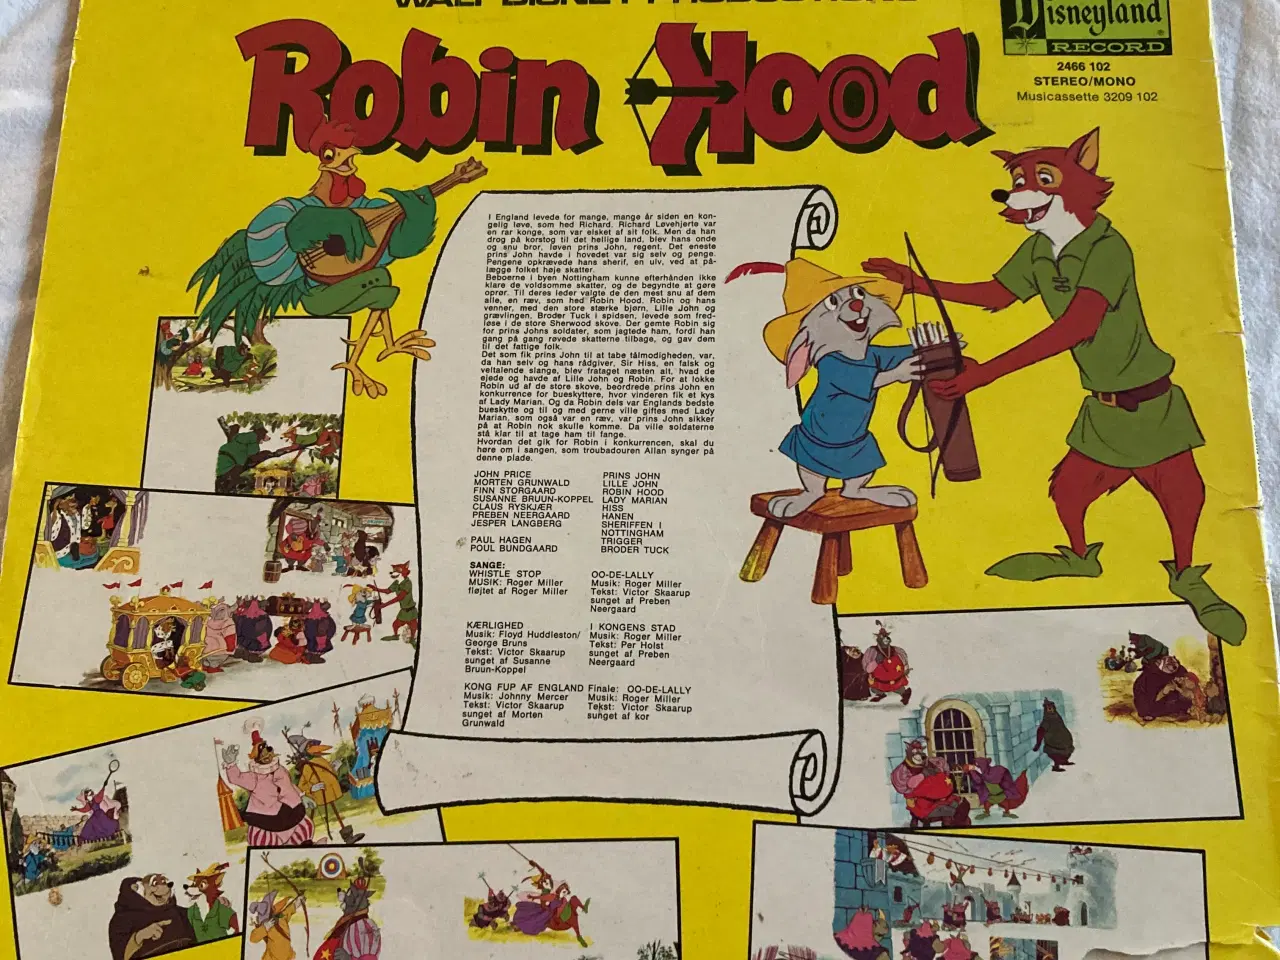 WALT DISNEY PRODUCTIONS
Robin Hood
Disneyland
RECORD
2466 102
STEREO/MONO
Musicassette 3209 102
I England levede for mange, mange år siden en kon-
gelig løve, som hed Richard. Richard Løvehjerte var
en rar konge, som var elsket af sit folk. Men da han
drog på korstog til det hellige land, blev hans onde
og snu bror, løven prins John, regent. Det eneste
prins John havde i hovedet var sig selv og penge.
Pengene opkrævede hans sherif, en ulv, ved at på-
lægge folket høje skatter.
Beboerne i byen Nottingham kunne efterhånden ikke
klare de voldsomme skatter, og de begyndte at gøre
oprør. Til deres leder valgte de den mest snu af dem
alle, en ræv, som hed Robin Hood. Robin og hans
venner, med den store stærke bjørn, Lille John og
grævlingen, Broder Tuck i spidsen, levede som fred-
løse i de store Sherwood skove. Der gemte Robin sig
for prins Johns soldater, som jagtede ham, fordi han
gang på gang røvede skatterne tilbage, og gav dem
til det fattige folk.
Det som fik prins John til at tabe tålmodigheden, var,
da han selv og hans rådgiver, Sir Hiss, en falsk og
veltalende slange, blev frataget næsten alt, hvad de
ejede og havde af Lille John og Robin. For at lokke
Robin ud af de store skove, beordrede prins John en
konkurrence for bueskyttere, hvor vinderen fik et kys
af Lady Marian. Og da Robin dels var Englands bedste
bueskytte og til og med gerne ville giftes med Lady
Marian, som også var en ræv, var prins John sikker
på at Robin nok skulle komme. Da ville soldaterne
stå klar til at tage ham til fange.
Hvordan det gik for Robin i konkurrencen, skal du
høre om i sangen, som troubadouren Allan synger på
denne plade.
JOHN PRICE PRINS JOHN
MORTEN GRUNWALD LILLE JOHN
FINN STORGAARD ROBIN HOOD
SUSANNE BRUUN-KOPPEL LADY MARIAN
CLAUS RYSKJÆR HISS
PREBEN NEERGAARD HANEN
JESPER LANGBERG SHERIFFEN I
NOTTINGHAM
PAUL HAGEN TRIGGER
POUL BUNDGAARD BRODER TUCK
SANGE:
WHISTLE STOP
MUSIK: Roger Miller
fløjtet af Roger Miller
OO-DE-LALLY
Musik: Roger Miller
Tekst: Victor Skaarup
sunget af Preben
Neergaard
KÆRLIGHED
Musik: Floyd Huddleston/
George Bruns
Tekst: Victor Skaarup
sunget af Susanne
Bruun-Koppel
I KONGENS STAD
Musik: Roger Miller
Tekst: Per Holst
sunget af Preben
Neergaard
KONG FUP AF ENGLAND
Musik: Johnny Mercer
Tekst: Victor Skaarup
sunget af Morten
Grunwald
Finale: OO-DE-LALLY
Musik: Roger Miller
Tekst: Victor Skaarup
sunget af kor